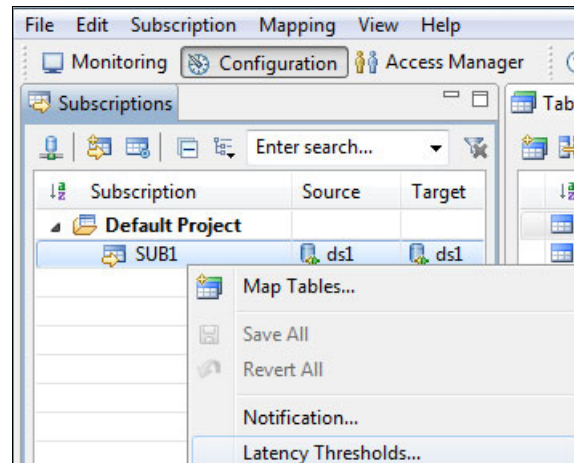 File Edit Subscription Mapping View Help
Monitoring Configuration Access Manager
Subscriptions Tab
Enter search...
Subscription Source Target
Default Project
SUB1 ds1 ds1
Map Tables...
Save All
Revert All
Notification...
Latency Thresholds...